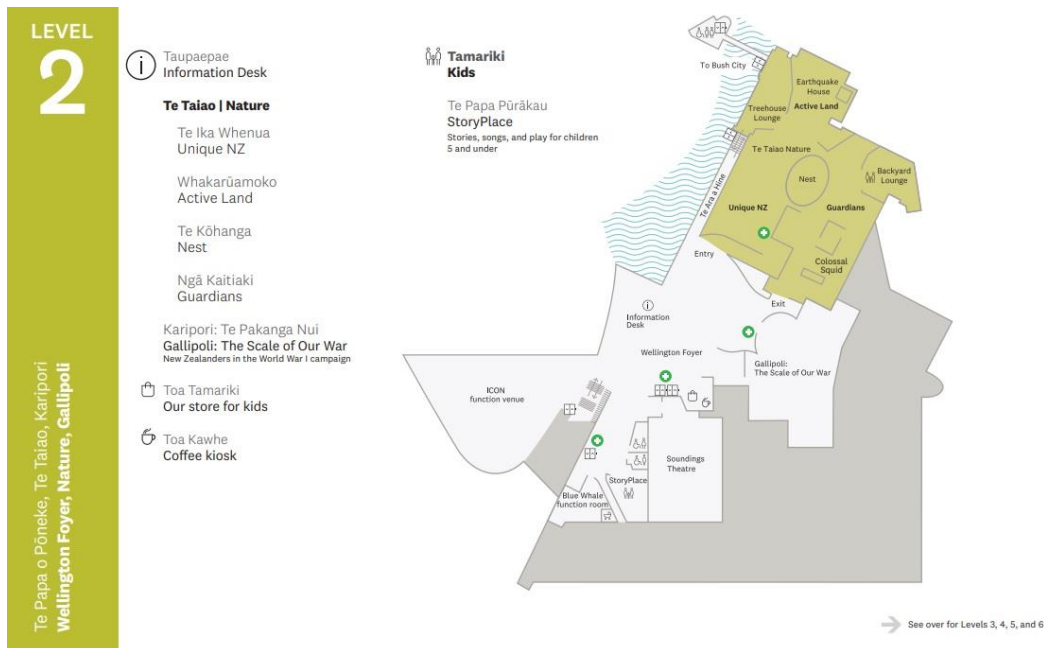 LEVEL
2
Te Papa o Pōneke, Te Taiao, Karipori
Wellington Foyer, Nature, Gallipoli
i
Taupaepae
Information Desk
Te Taiao | Nature
Te Ika Whenua
Unique NZ
Whakarūamoko
Active Land
Te Kōhanga
Nest
Ngā Kaitiaki
Guardians
Karipori: Te Pakanga Nui
Gallipoli: The Scale of Our War
New Zealanders in the World War I campaign
Toa Tamariki
Our store for kids
Toa Kawhe
Coffee kiosk
Tamariki
Kids
Te Papa Pūrākau
StoryPlace
Stories, songs, and play for children
5 and under
To Bush City
Earthquake
House
Active Land
Treehouse
Lounge
Te Taiao Nature
Nest
Backyard
Lounge
Te Ara a Hine
Unique NZ
Guardians
Colossal
Squid
Entry
Exit
i
Information
Desk
Wellington Foyer
Gallipoli:
The Scale of Our War
ICON
function venue
Soundings
Theatre
StoryPlace
Blue Whale
function room
See over for Levels 3, 4, 5, and 6